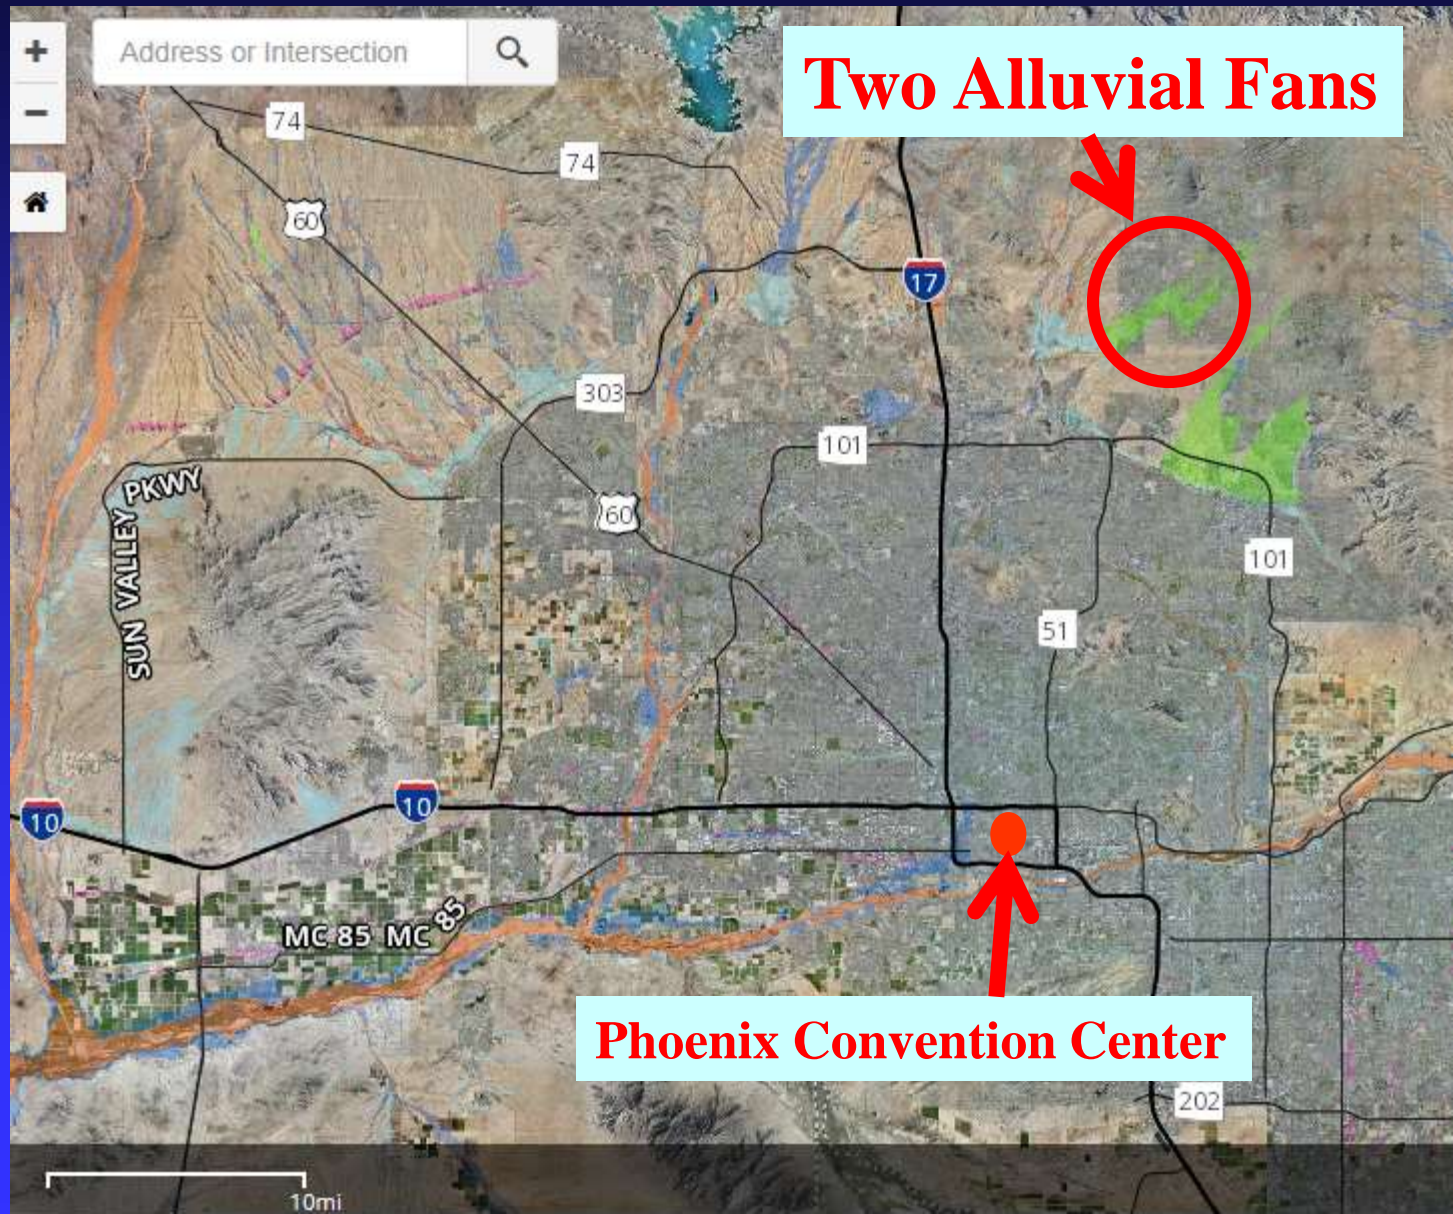 +
Address or Intersection
−
Two Alluvial Fans
74
74
60
17
303
101
SUN VALLEY PKWY
60
101
51
10
10
MC 85 MC 85
Phoenix Convention Center
202
10mi